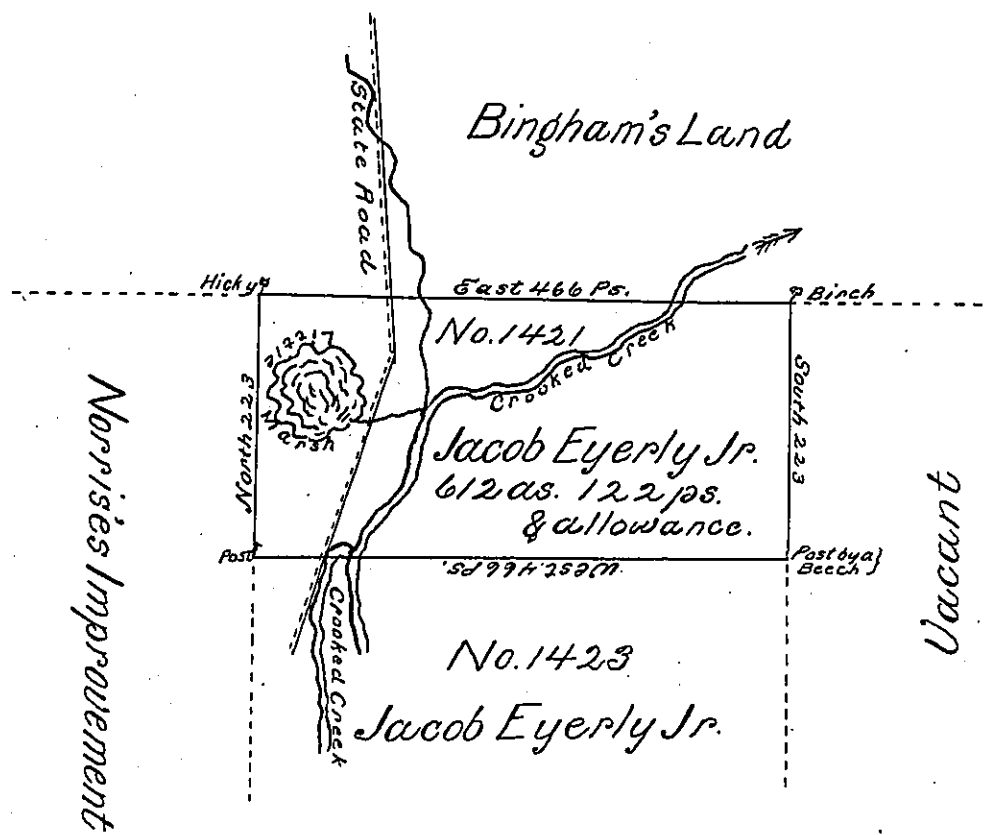 Bingham's Land
State Road
Hicky
East 466 Ps.
Birch
No. 1421
Crooked Creek
Marsh
North 223
South 223
Jacob Eyerly Jr.
612 as. 122 ps.
& allowance.
Post
West. 466 Ps.
Post by a
Beech
Norrises Improvement
Vacant
Crooked Creek
No. 1423
Jacob Eyerly Jr.